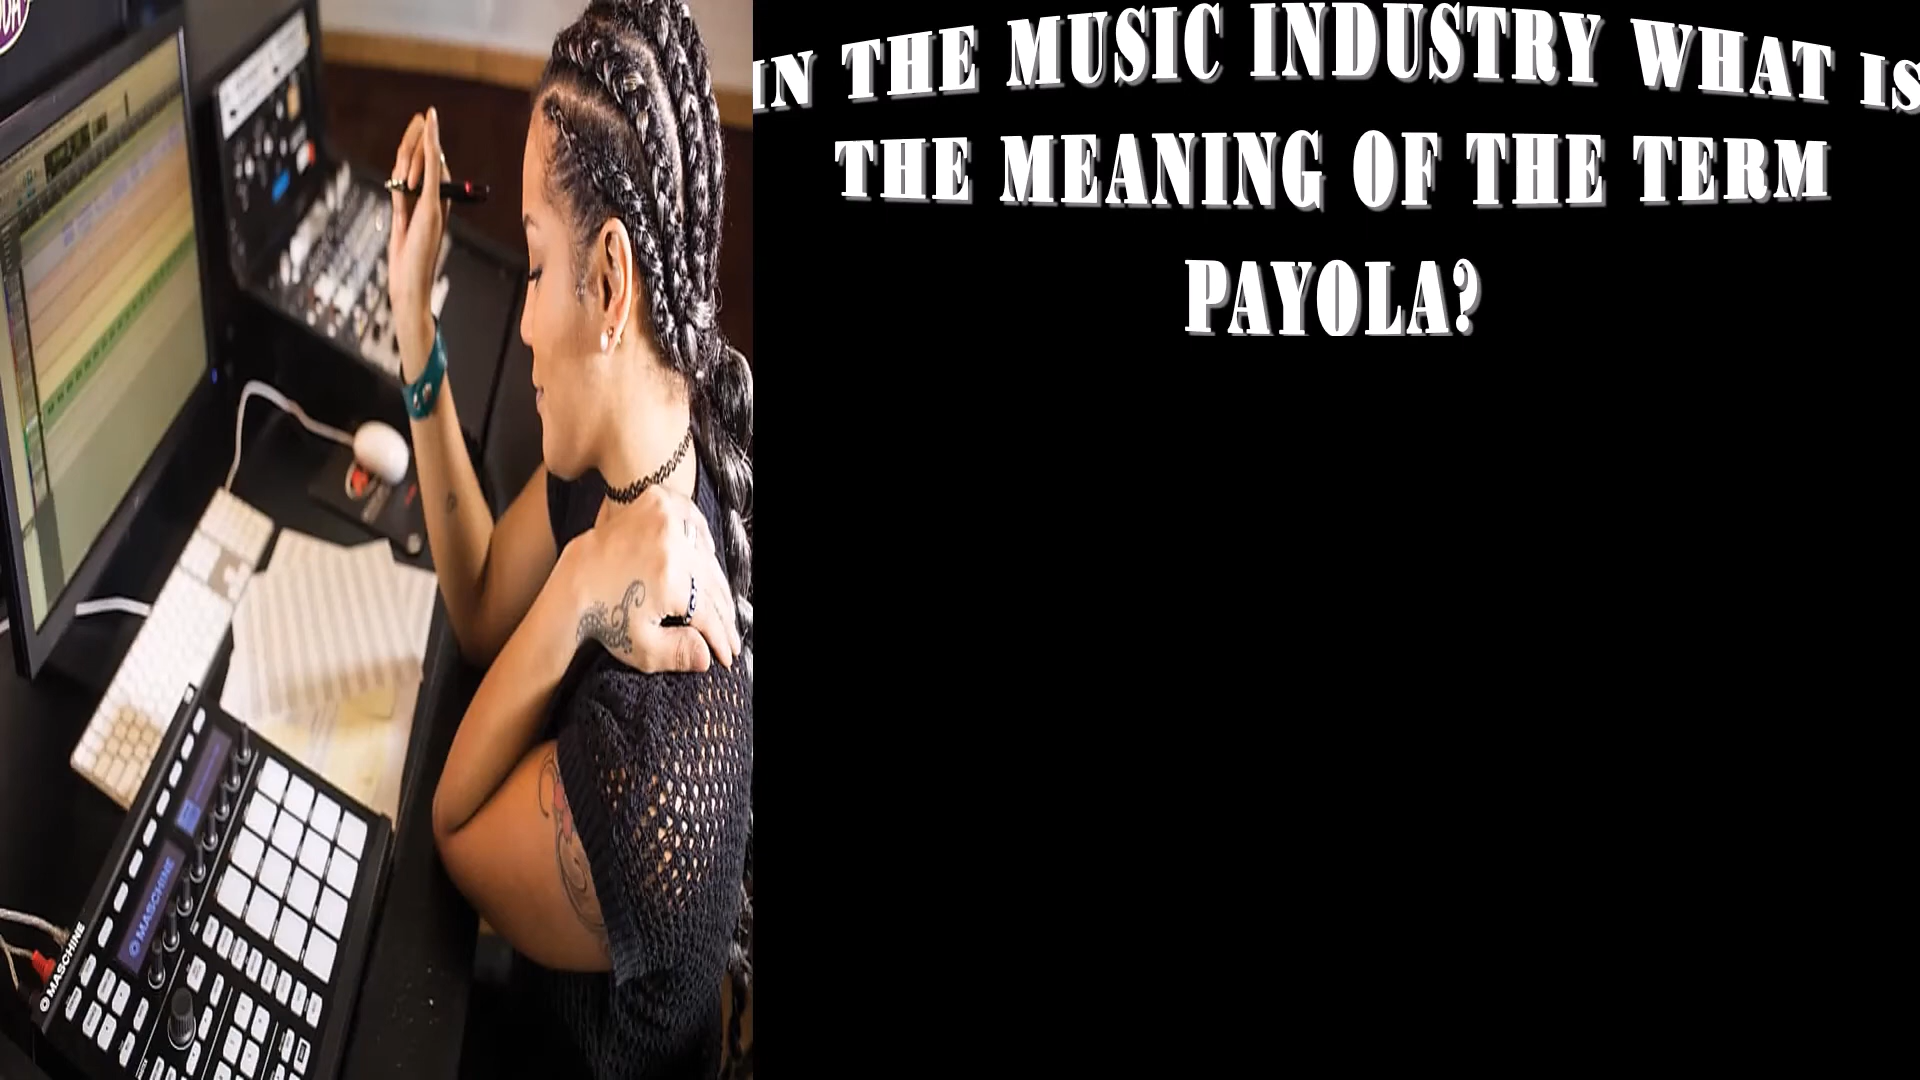 IN THE MUSIC INDUSTRY WHAT IS
THE MEANING OF THE TERM
PAYOLA?
MASCHINE
MASCHINE